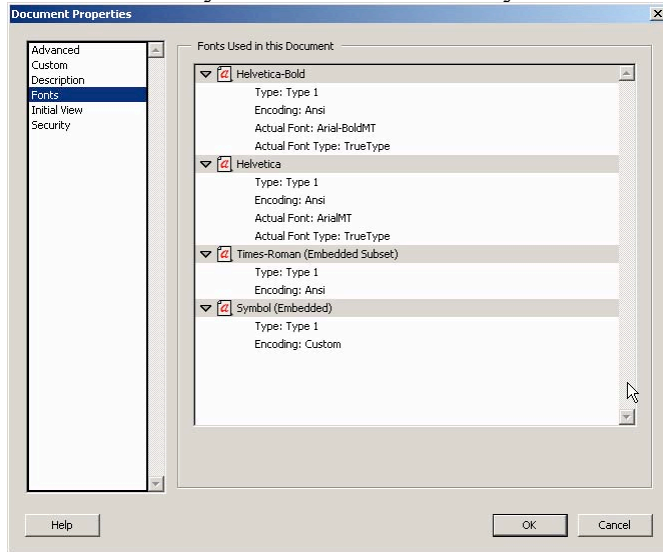 Document Properties
Advanced
Custom
Description
Fonts
Initial View
Security
Fonts Used in this Document
Helvetica-Bold
Type: Type 1
Encoding: Ansi
Actual Font: Arial-BoldMT
Actual Font Type: TrueType
Helvetica
Type: Type 1
Encoding: Ansi
Actual Font: ArialMT
Actual Font Type: TrueType
Times-Roman (Embedded Subset)
Type: Type 1
Encoding: Ansi
Symbol (Embedded)
Type: Type 1
Encoding: Custom
Help
OK
Cancel